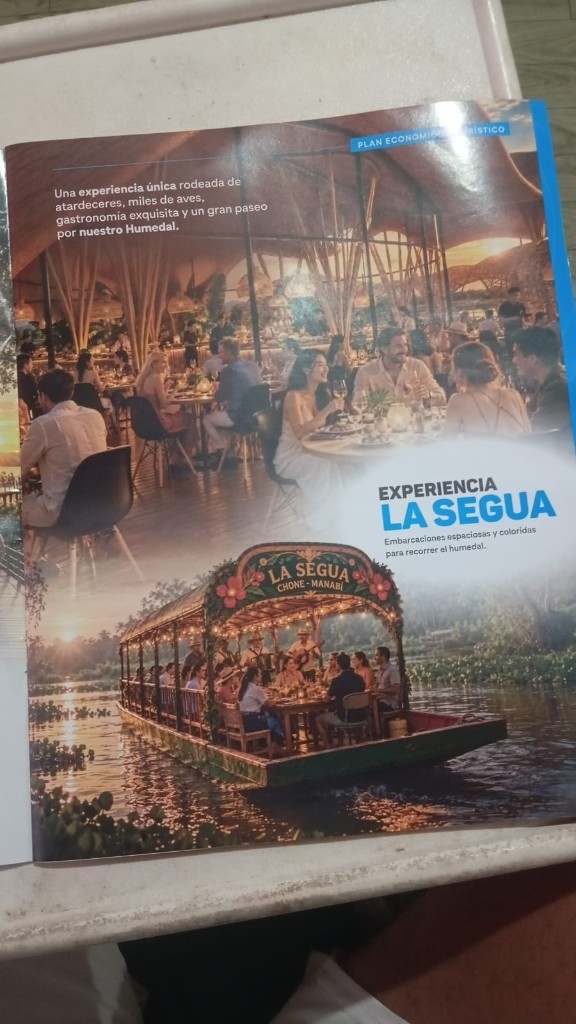 PLAN ECONOMICO TURÍSTICO
Una experiencia única rodeada de
atardeceres, miles de aves,
gastronomía exquisita y un gran paseo
por nuestro Humedal.
EXPERIENCIA
LA SEGUA
Embarcaciones espaciosas y coloridas
para recorrer el humedal.
LA SEGUA
CHONE - MANABÍ